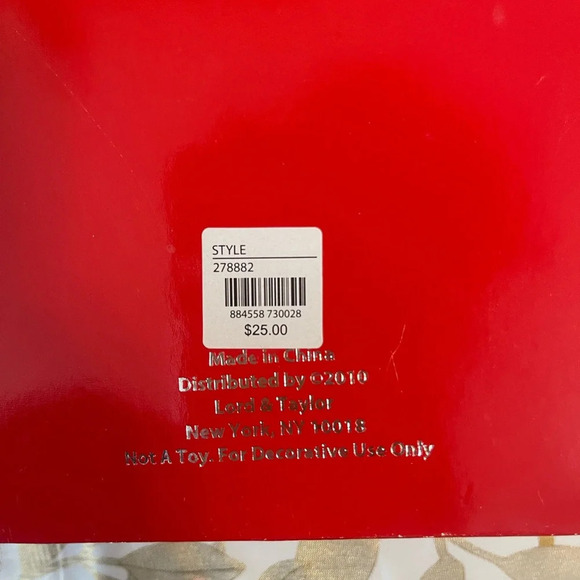 STYLE
278882
884558 730028
$25.00
Made in China
Distributed by ©2010
Lord & Taylor
New York, NY 10018
Not A Toy. For Decorative Use Only